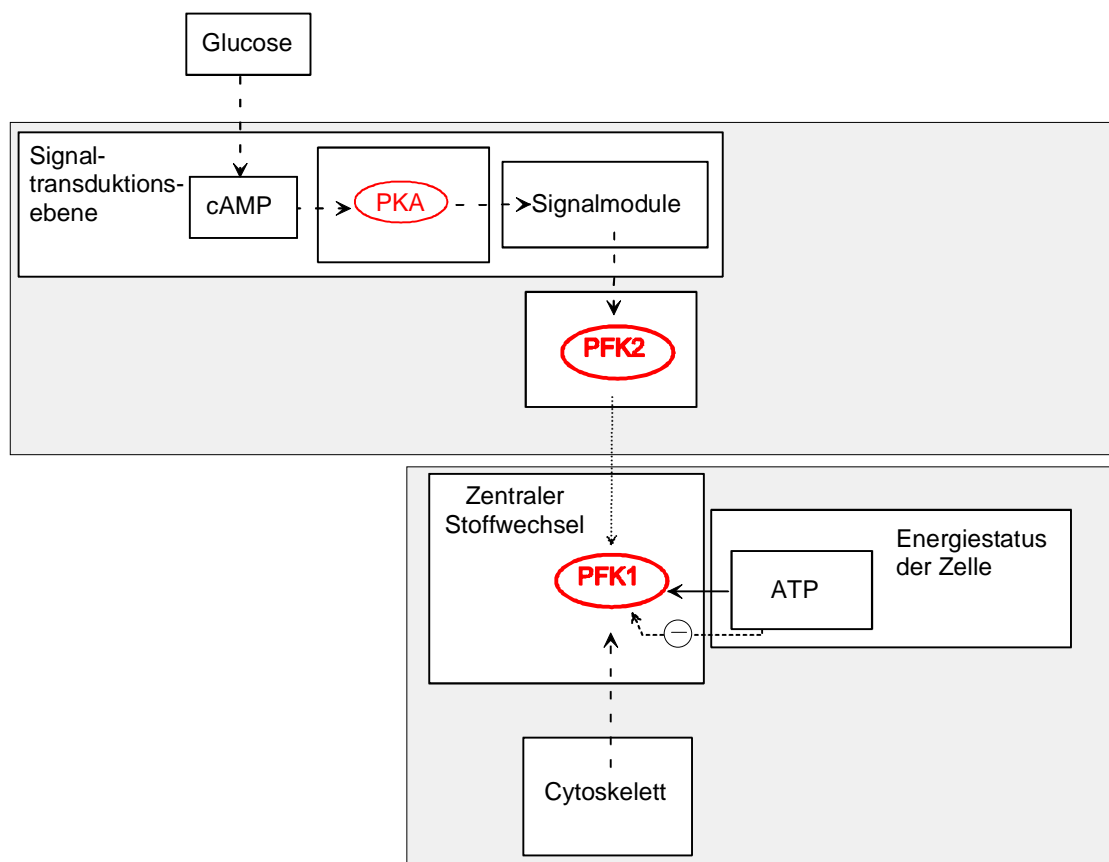 Glucose
Signal-
transduktions-
ebene
cAMP
PKA
Signalmodule
PFK2
Zentraler
Stoffwechsel
PFK1
Energiestatus
der Zelle
ATP
Cytoskelett